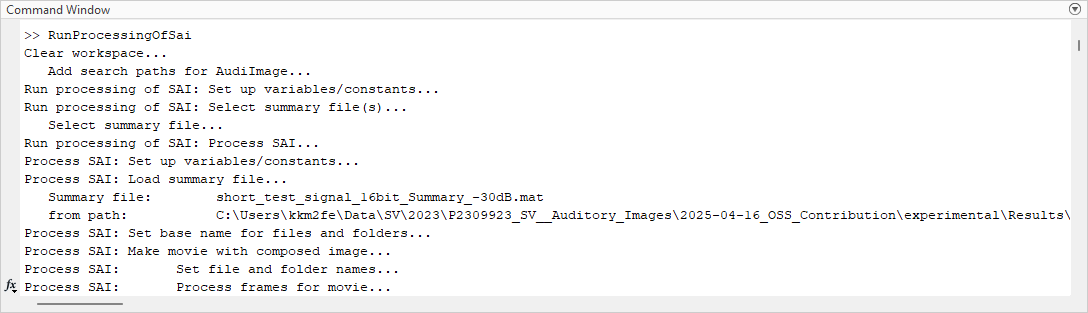 Command Window
>> RunProcessingOfSai
Clear workspace...
   Add search paths for AudiImage...
Run processing of SAI: Set up variables/constants...
Run processing of SAI: Select summary file(s)...
   Select summary file...
Run processing of SAI: Process SAI...
Process SAI: Set up variables/constants...
Process SAI: Load summary file...
   Summary file:        short_test_signal_16bit_Summary_-30dB.mat
   from path:           C:\Users\kkm2fe\Data\SV\2023\P2309923_SV__Auditory_Images\2025-04-16_OSS_Contribution\experimental\Results\
Process SAI: Set base name for files and folders...
Process SAI: Make movie with composed image...
Process SAI:       Set file and folder names...
fx Process SAI:       Process frames for movie...